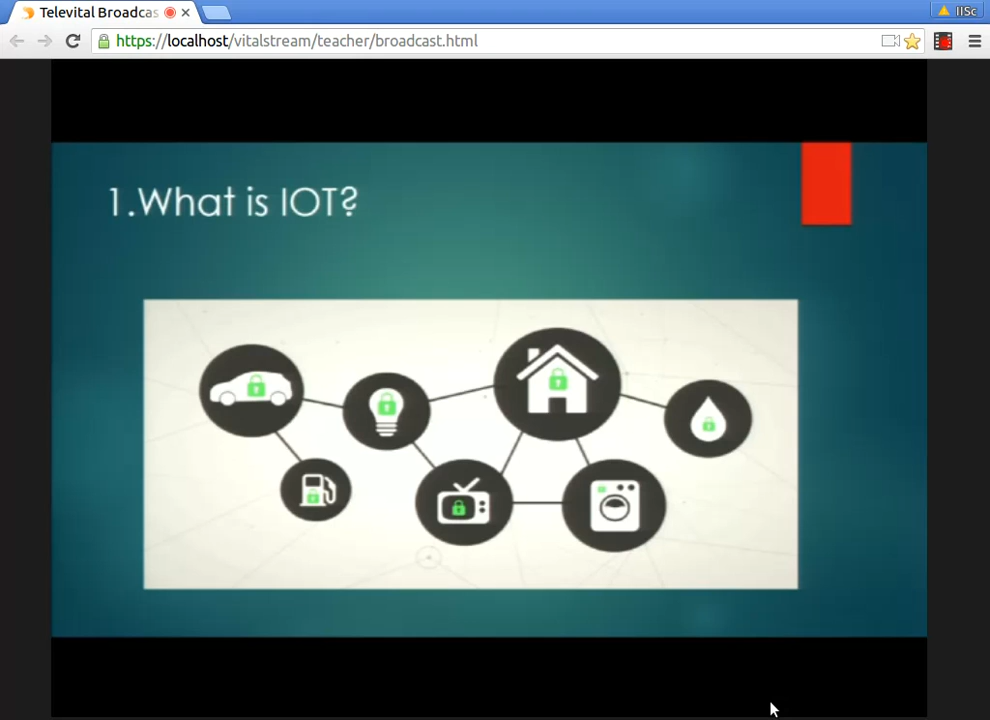 Televital Broadcas
IISc
https://localhost/vitalstream/teacher/broadcast.html
1.What is IOT?